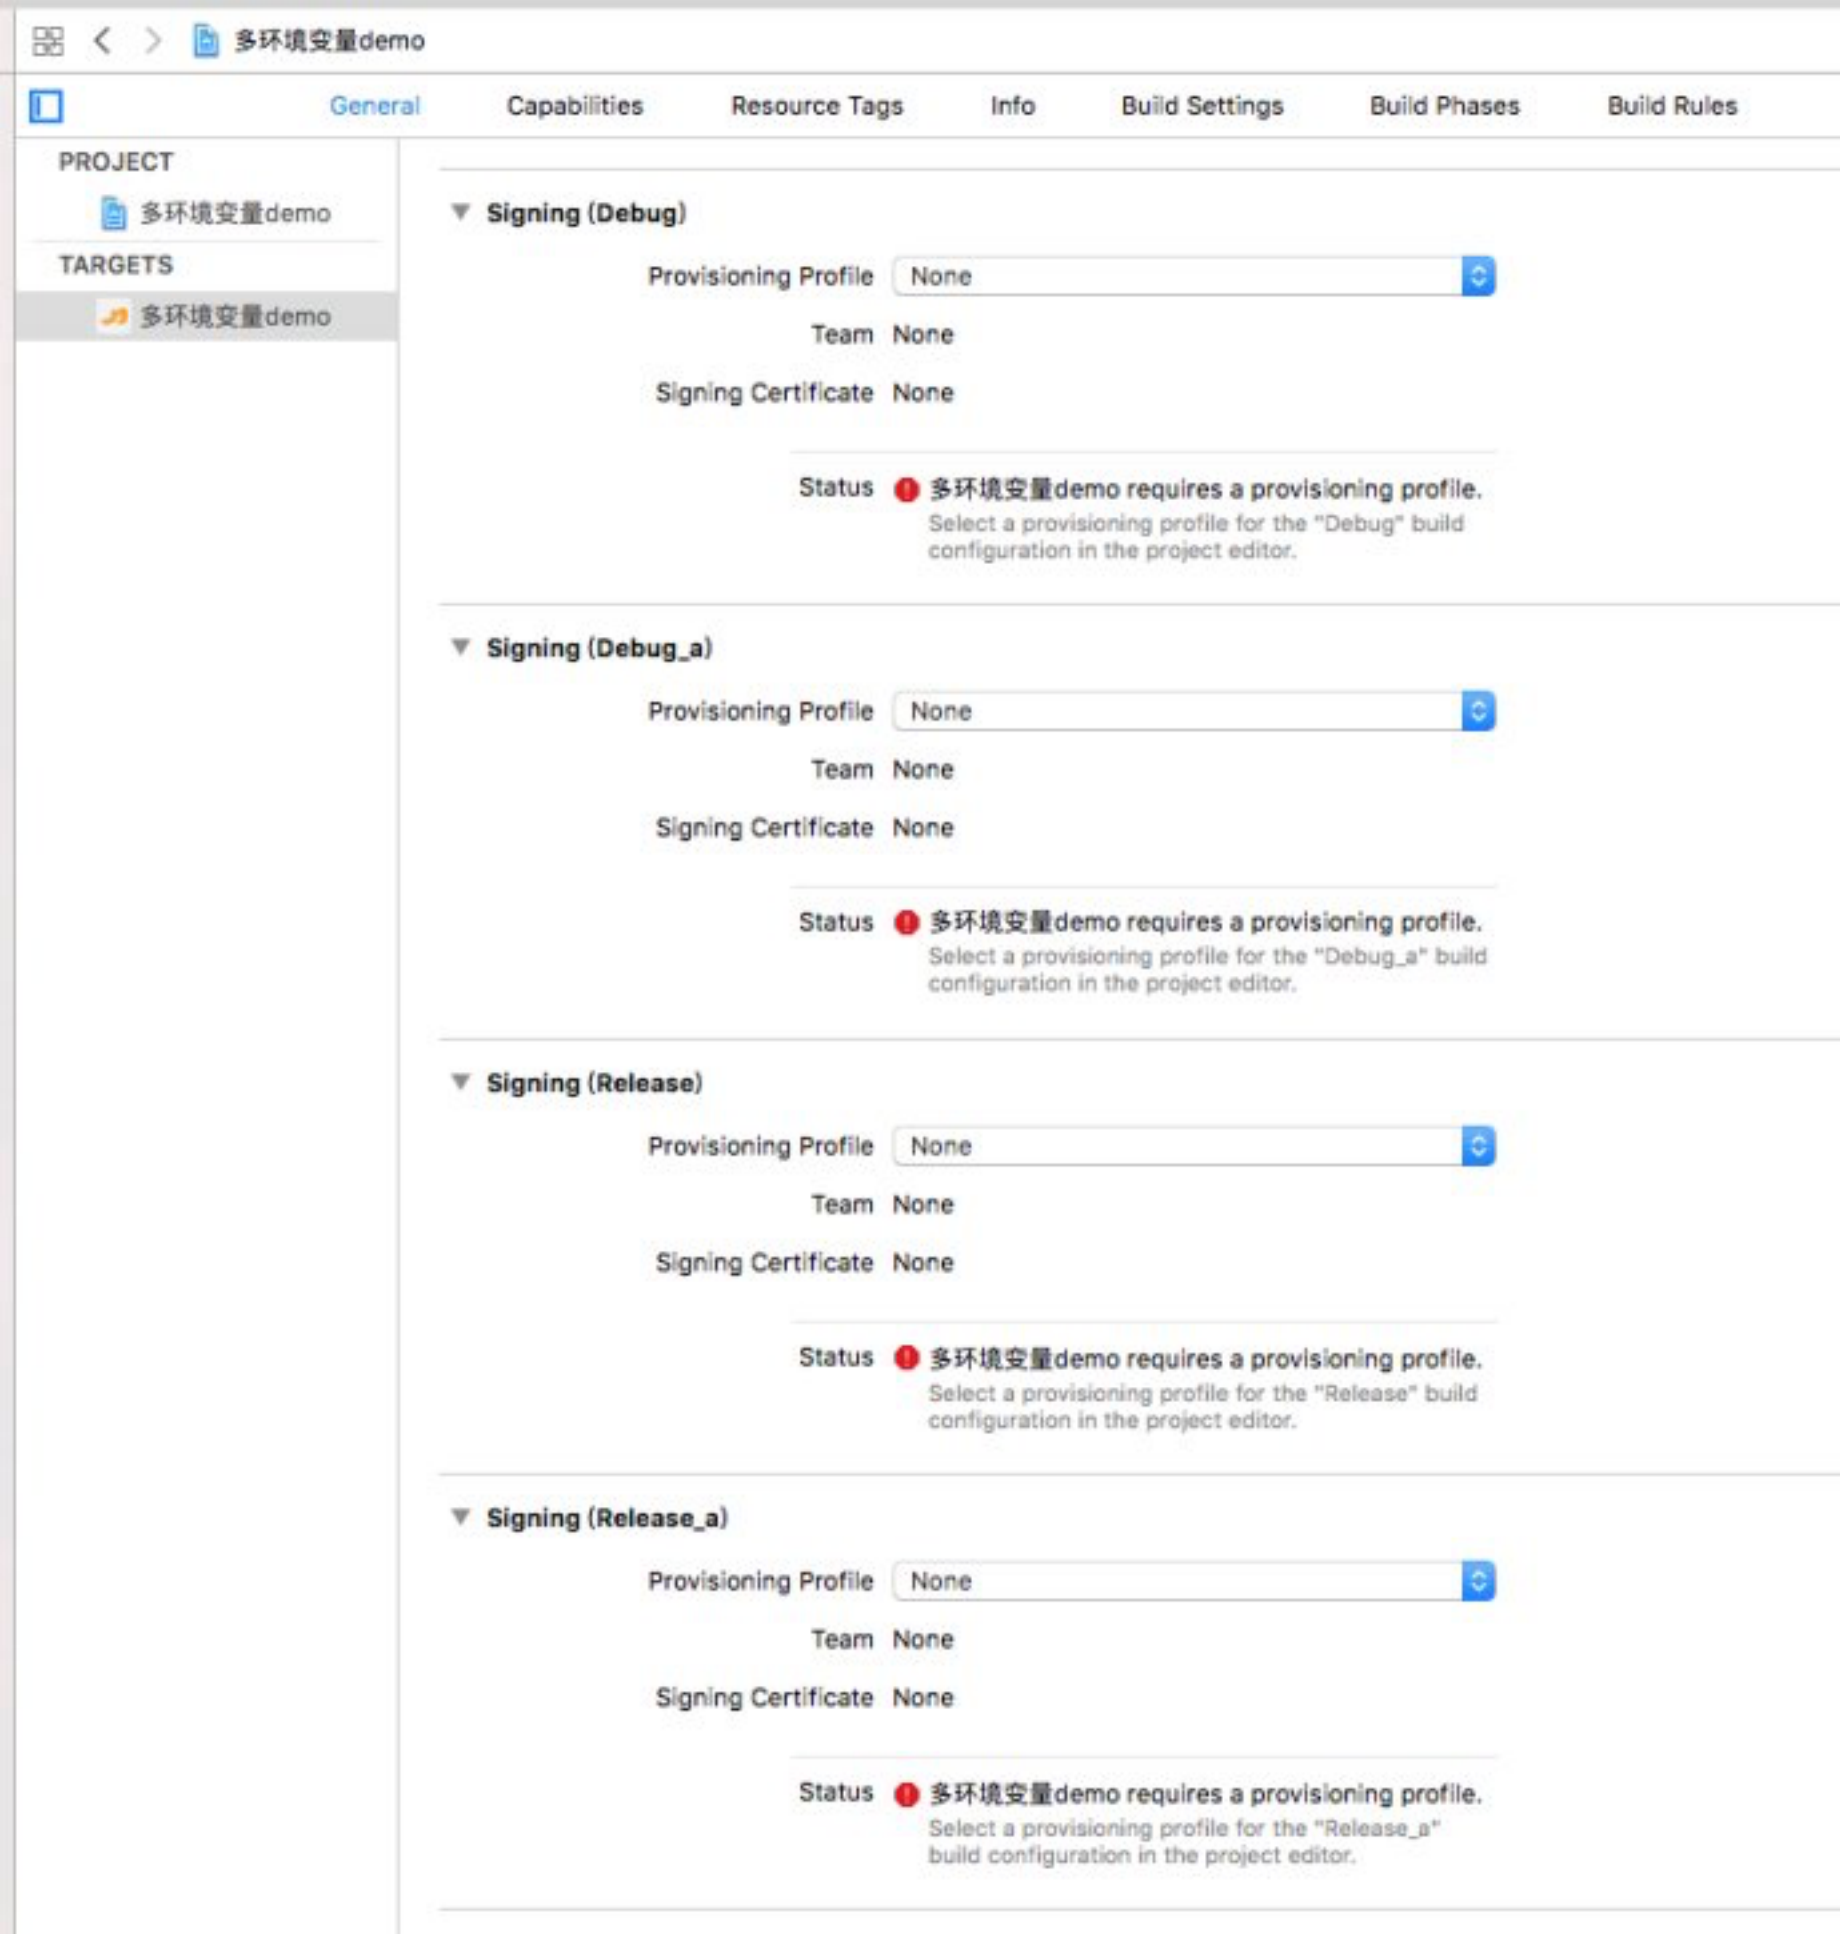 多环境变量demo
General Capabilities Resource Tags Info Build Settings Build Phases Build Rules
PROJECT
多环境变量demo
TARGETS
多环境变量demo
Signing (Debug)
Provisioning Profile None
Team None
Signing Certificate None
Status 多环境变量demo requires a provisioning profile.
Select a provisioning profile for the "Debug" build
configuration in the project editor.
Signing (Debug_a)
Provisioning Profile None
Team None
Signing Certificate None
Status 多环境变量demo requires a provisioning profile.
Select a provisioning profile for the "Debug_a" build
configuration in the project editor.
Signing (Release)
Provisioning Profile None
Team None
Signing Certificate None
Status 多环境变量demo requires a provisioning profile.
Select a provisioning profile for the "Release" build
configuration in the project editor.
Signing (Release_a)
Provisioning Profile None
Team None
Signing Certificate None
Status 多环境变量demo requires a provisioning profile.
Select a provisioning profile for the "Release_a"
build configuration in the project editor.